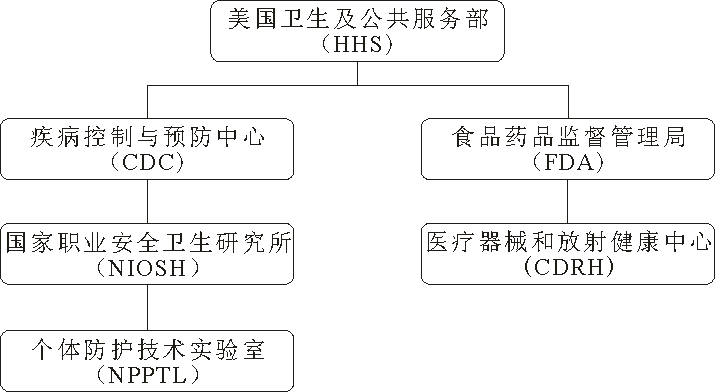 美国卫生及公共服务部
（HHS）
疾病控制与预防中心
（CDC）
食品药品监督管理局
（FDA）
国家职业安全卫生研究所
（NIOSH）
医疗器械和放射健康中心
（CDRH）
个体防护技术实验室
（NPPTL）